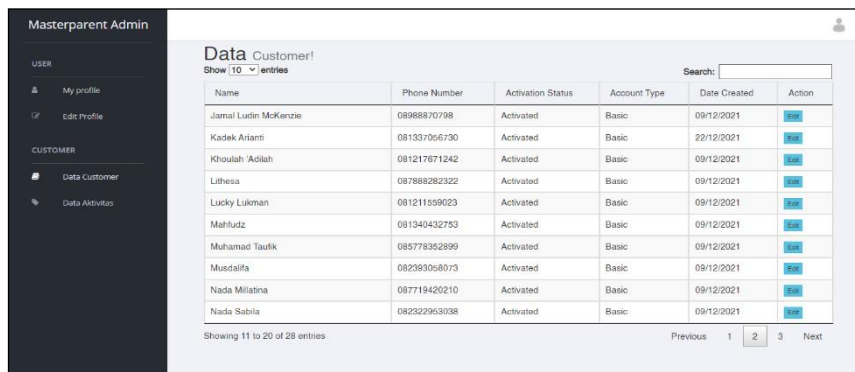 Masterparent Admin
USER
My profile
Edit Profile
CUSTOMER
Data Customer
Data Aktivitas
Data Customer!
Show 10 entries
Search:
Name Phone Number Activation Status Account Type Date Created Action
Jamal Ludin McKenzie 08988870798 Activated Basic 09/12/2021 Edit
Kadek Arianti 081337056730 Activated Basic 22/12/2021 Edit
Khoulah 'Adilah 081217671242 Activated Basic 09/12/2021 Edit
Lithesa 087888282322 Activated Basic 09/12/2021 Edit
Lucky Lukman 081211559023 Activated Basic 09/12/2021 Edit
Mahfudz 081340432753 Activated Basic 09/12/2021 Edit
Muhamad Taufik 085778352899 Activated Basic 09/12/2021 Edit
Musdalifa 082393058073 Activated Basic 09/12/2021 Edit
Nada Millatina 087719420210 Activated Basic 09/12/2021 Edit
Nada Sabila 082322953038 Activated Basic 09/12/2021 Edit
Showing 11 to 20 of 28 entries
Previous 1 2 3 Next